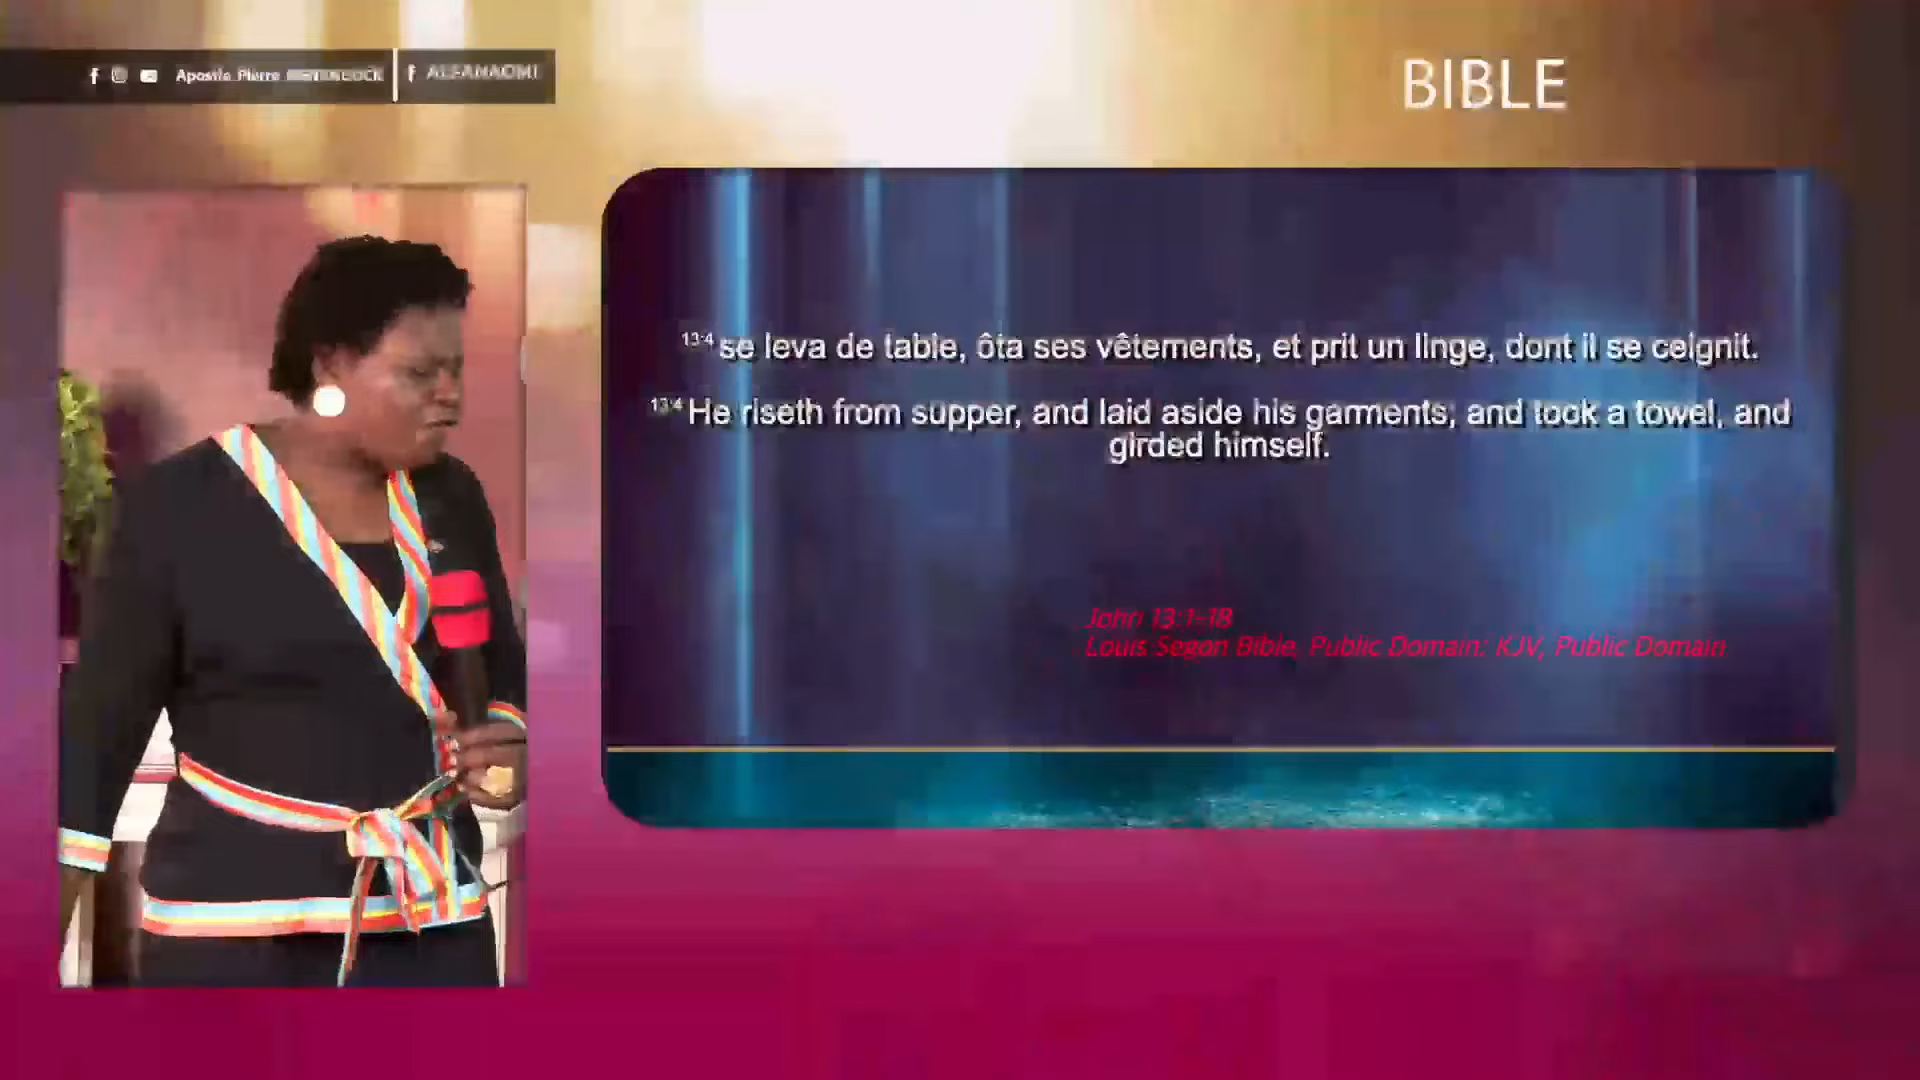 Apostle Pierre
BIBLE
13:4 se leva de table, ôta ses vêtements, et prit un linge, dont il se ceignit.
13:4 He riseth from supper, and laid aside his garments; and took a towel, and
girded himself.
John 13:1-18
Louis Segon Bible, Public Domain: KJV, Public Domain